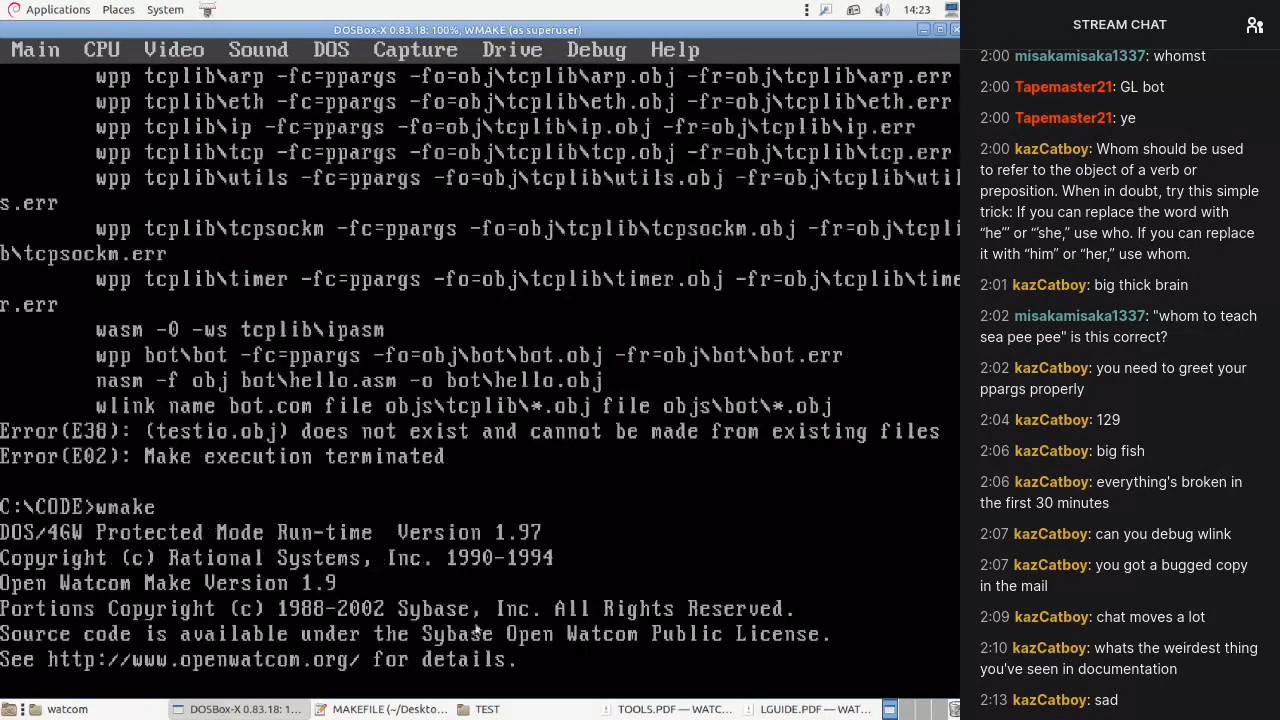 Applications Places System 14:23
DOSBox-X 0.83.18: 100%, WMAKE (as superuser)
Main CPU Video Sound DOS Capture Drive Debug Help
wpp tcplib\arp -fc=ppargs -fo=obj\tcplib\arp.obj -fr=obj\tcplib\arp.err
wpp tcplib\eth -fc=ppargs -fo=obj\tcplib\eth.obj -fr=obj\tcplib\eth.err
wpp tcplib\ip -fc=ppargs -fo=obj\tcplib\ip.obj -fr=obj\tcplib\ip.err
wpp tcplib\tcp -fc=ppargs -fo=obj\tcplib\tcp.obj -fr=obj\tcplib\tcp.err
wpp tcplib\utils -fc=ppargs -fo=obj\tcplib\utils.obj -fr=obj\tcplib\util
s.err
wpp tcplib\tcpsockm -fc=ppargs -fo=obj\tcplib\tcpsockm.obj -fr=obj\tcpli
b\tcpsockm.err
wpp tcplib\timer -fc=ppargs -fo=obj\tcplib\timer.obj -fr=obj\tcplib\time
r.err
wasm -0 -ws tcplib\ipasm
wpp bot\bot -fc=ppargs -fo=obj\bot\bot.obj -fr=obj\bot\bot.err
nasm -f obj bot\hello.asm -o bot\hello.obj
wlink name bot.com file objs\tcplib\*.obj file objs\bot\*.obj
Error(E38): (testio.obj) does not exist and cannot be made from existing files
Error(E02): Make execution terminated
C:\CODE>wmake
DOS/4GW Protected Mode Run-time Version 1.97
Copyright (c) Rational Systems, Inc. 1990-1994
Open Watcom Make Version 1.9
Portions Copyright (c) 1988-2002 Sybase, Inc. All Rights Reserved.
Source code is available under the Sybase Open Watcom Public License.
See http://www.openwatcom.org/ for details.
watcom DOSBox-X 0.83.18: 1... MAKEFILE (~/Deskto... TEST TOOLS.PDF — WATC... LGUIDE.PDF — WAT...
STREAM CHAT
2:00 misakamisaka1337: whomst
2:00 Tapemaster21: GL bot
2:00 Tapemaster21: ye
2:00 kazCatboy: Whom should be used
to refer to the object of a verb or
preposition. When in doubt, try this simple
trick: If you can replace the word with
“he'” or “'she,” use who. If you can replace
it with “him” or “her,” use whom.
2:01 kazCatboy: big thick brain
2:02 misakamisaka1337: "whom to teach
sea pee pee" is this correct?
2:02 kazCatboy: you need to greet your
ppargs properly
2:04 kazCatboy: 129
2:06 kazCatboy: big fish
2:06 kazCatboy: everything's broken in
the first 30 minutes
2:07 kazCatboy: can you debug wlink
2:07 kazCatboy: you got a bugged copy
in the mail
2:09 kazCatboy: chat moves a lot
2:10 kazCatboy: whats the weirdest thing
you've seen in documentation
2:13 kazCatboy: sad